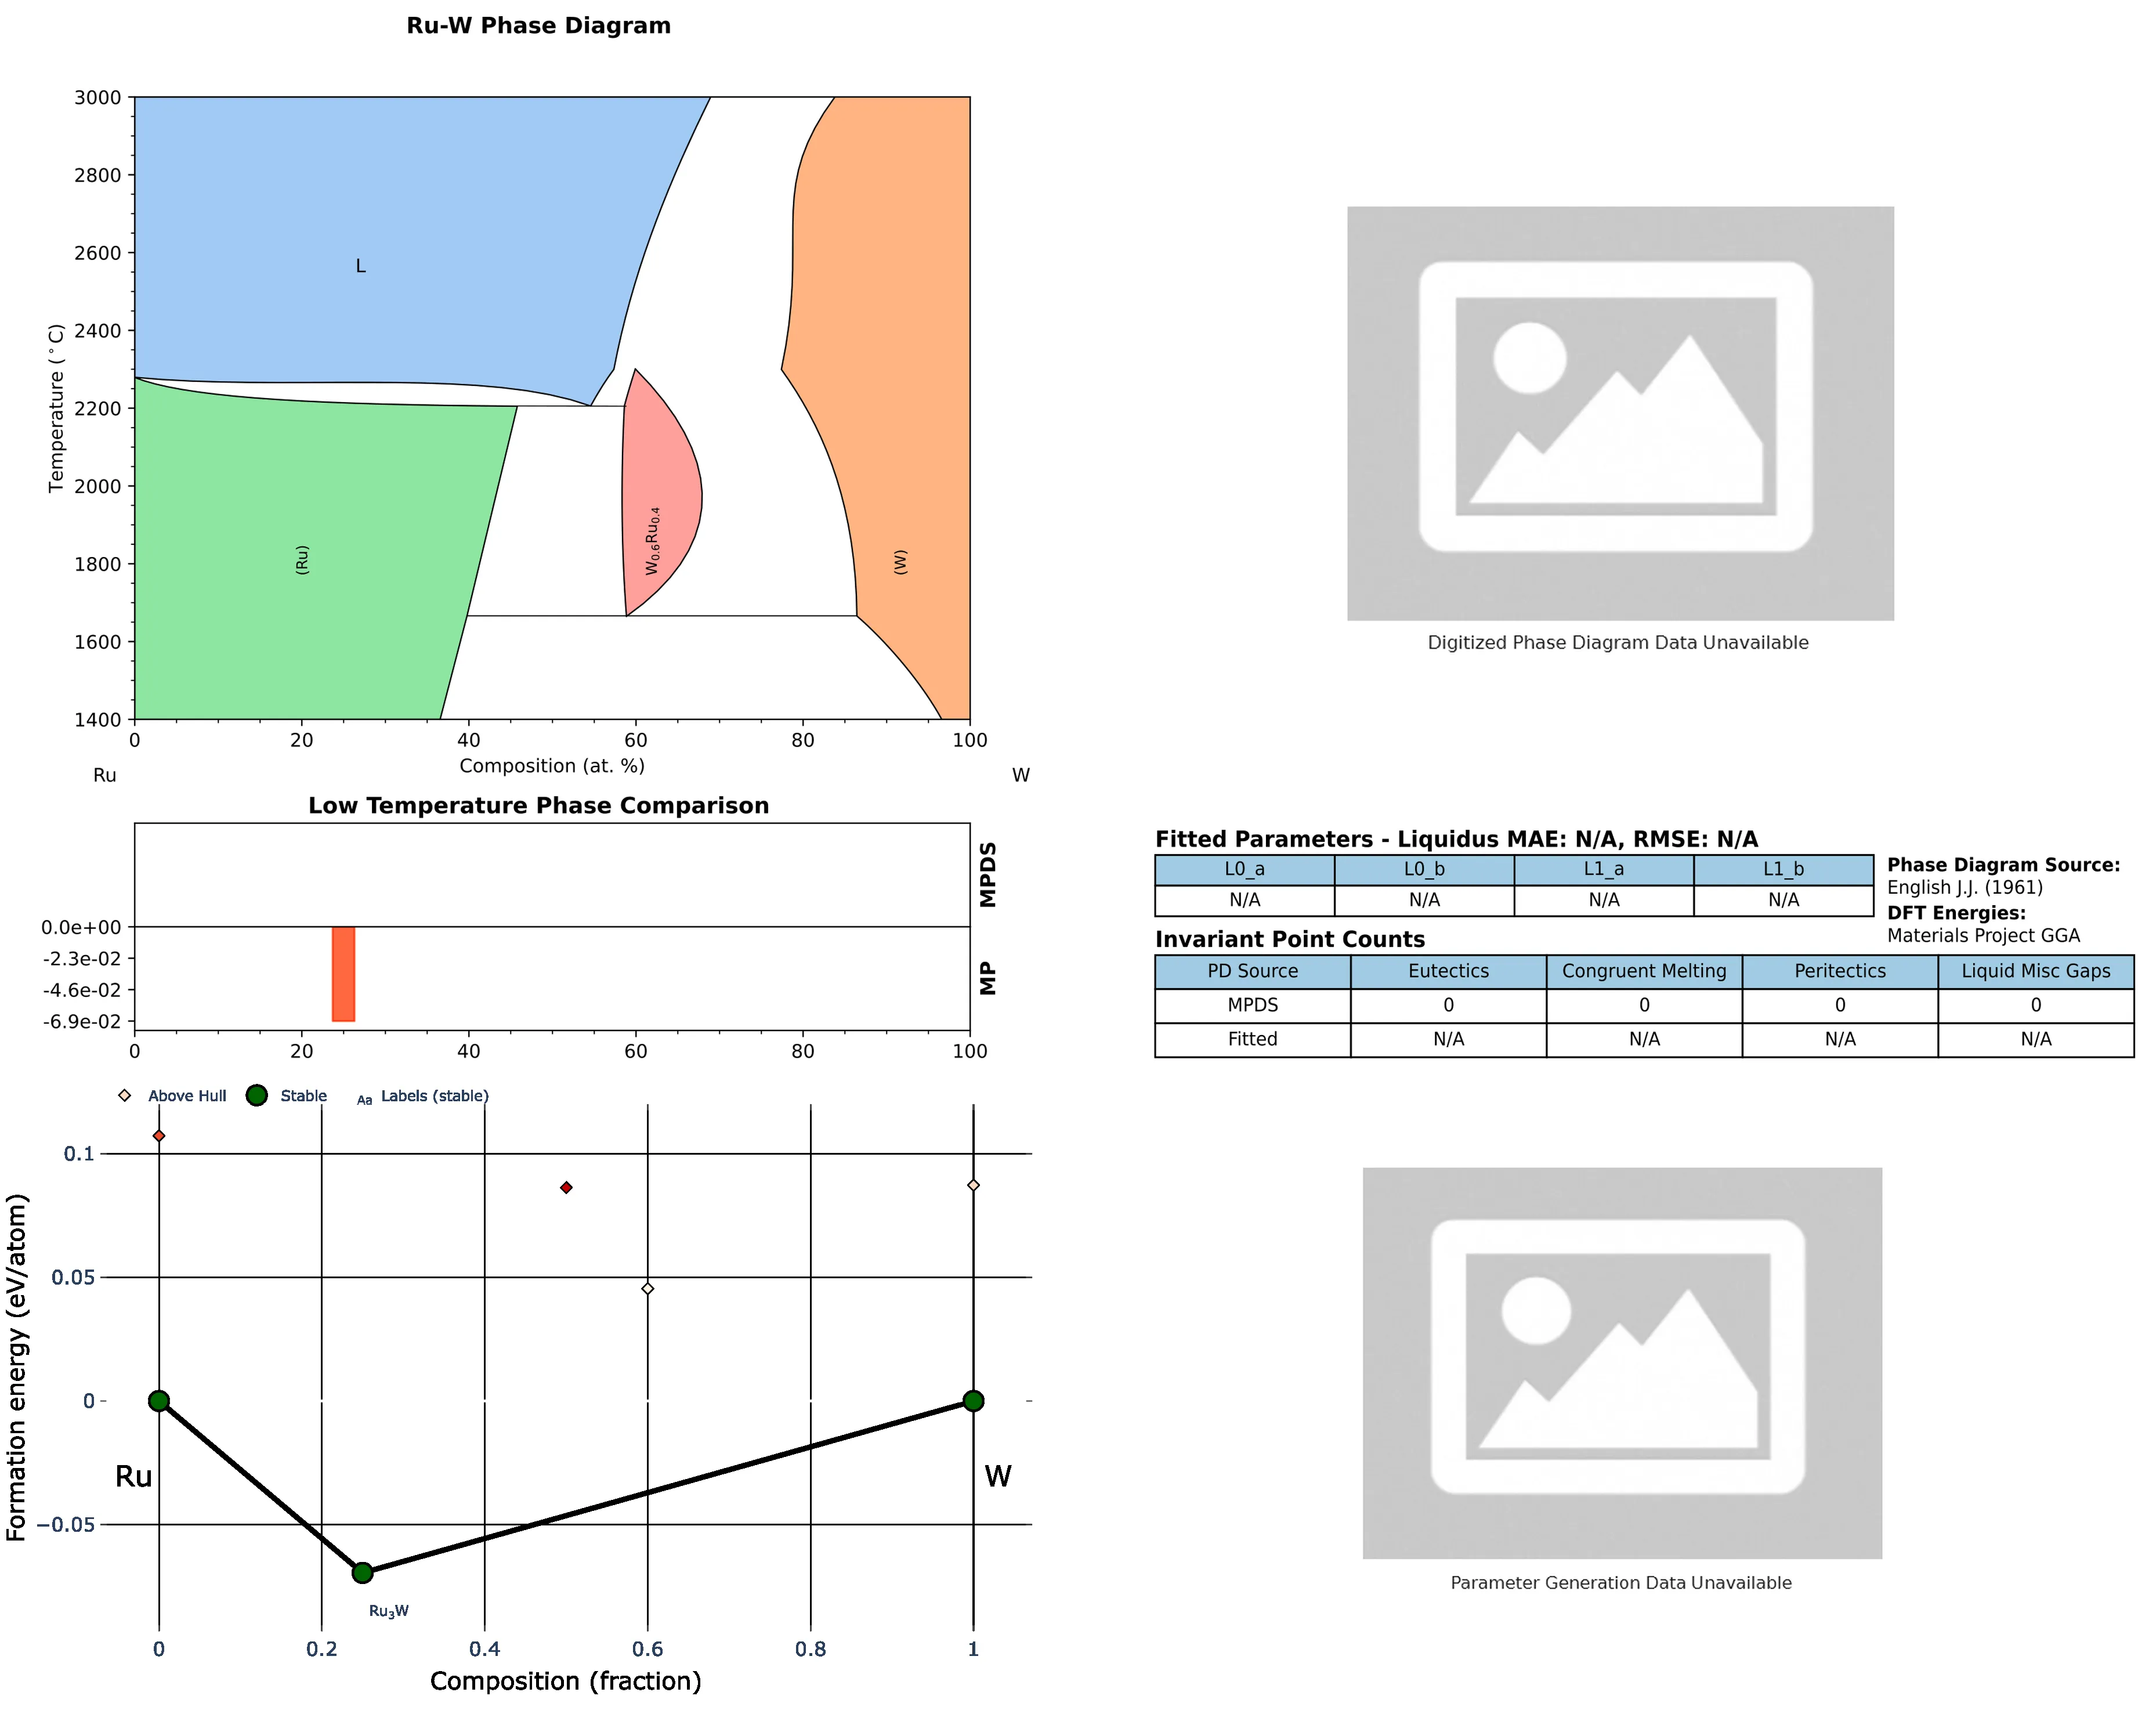 Ru-W Phase Diagram
3000
2800
2600
2400
2200
2000
1800
1600
1400
Temperature (°C)
L
(Ru)
W0.6Ru0.4
(W)
0 20 40 60 80 100
Composition (at. %)
Ru W
Digitized Phase Diagram Data Unavailable
Low Temperature Phase Comparison
MPDS
MP
0.0e+00
-2.3e-02
-4.6e-02
-6.9e-02
0 20 40 60 80 100
Fitted Parameters - Liquidus MAE: N/A, RMSE: N/A
L0_a L0_b L1_a L1_b
N/A N/A N/A N/A
Phase Diagram Source:
English J.J. (1961)
DFT Energies:
Materials Project GGA
Invariant Point Counts
PD Source Eutectics Congruent Melting Peritectics Liquid Misc Gaps
MPDS 0 0 0 0
Fitted N/A N/A N/A N/A
Above Hull Stable Aa Labels (stable)
0.1
0.05
0
−0.05
Formation energy (eV/atom)
Ru W
Ru3W
0 0.2 0.4 0.6 0.8 1
Composition (fraction)
Parameter Generation Data Unavailable